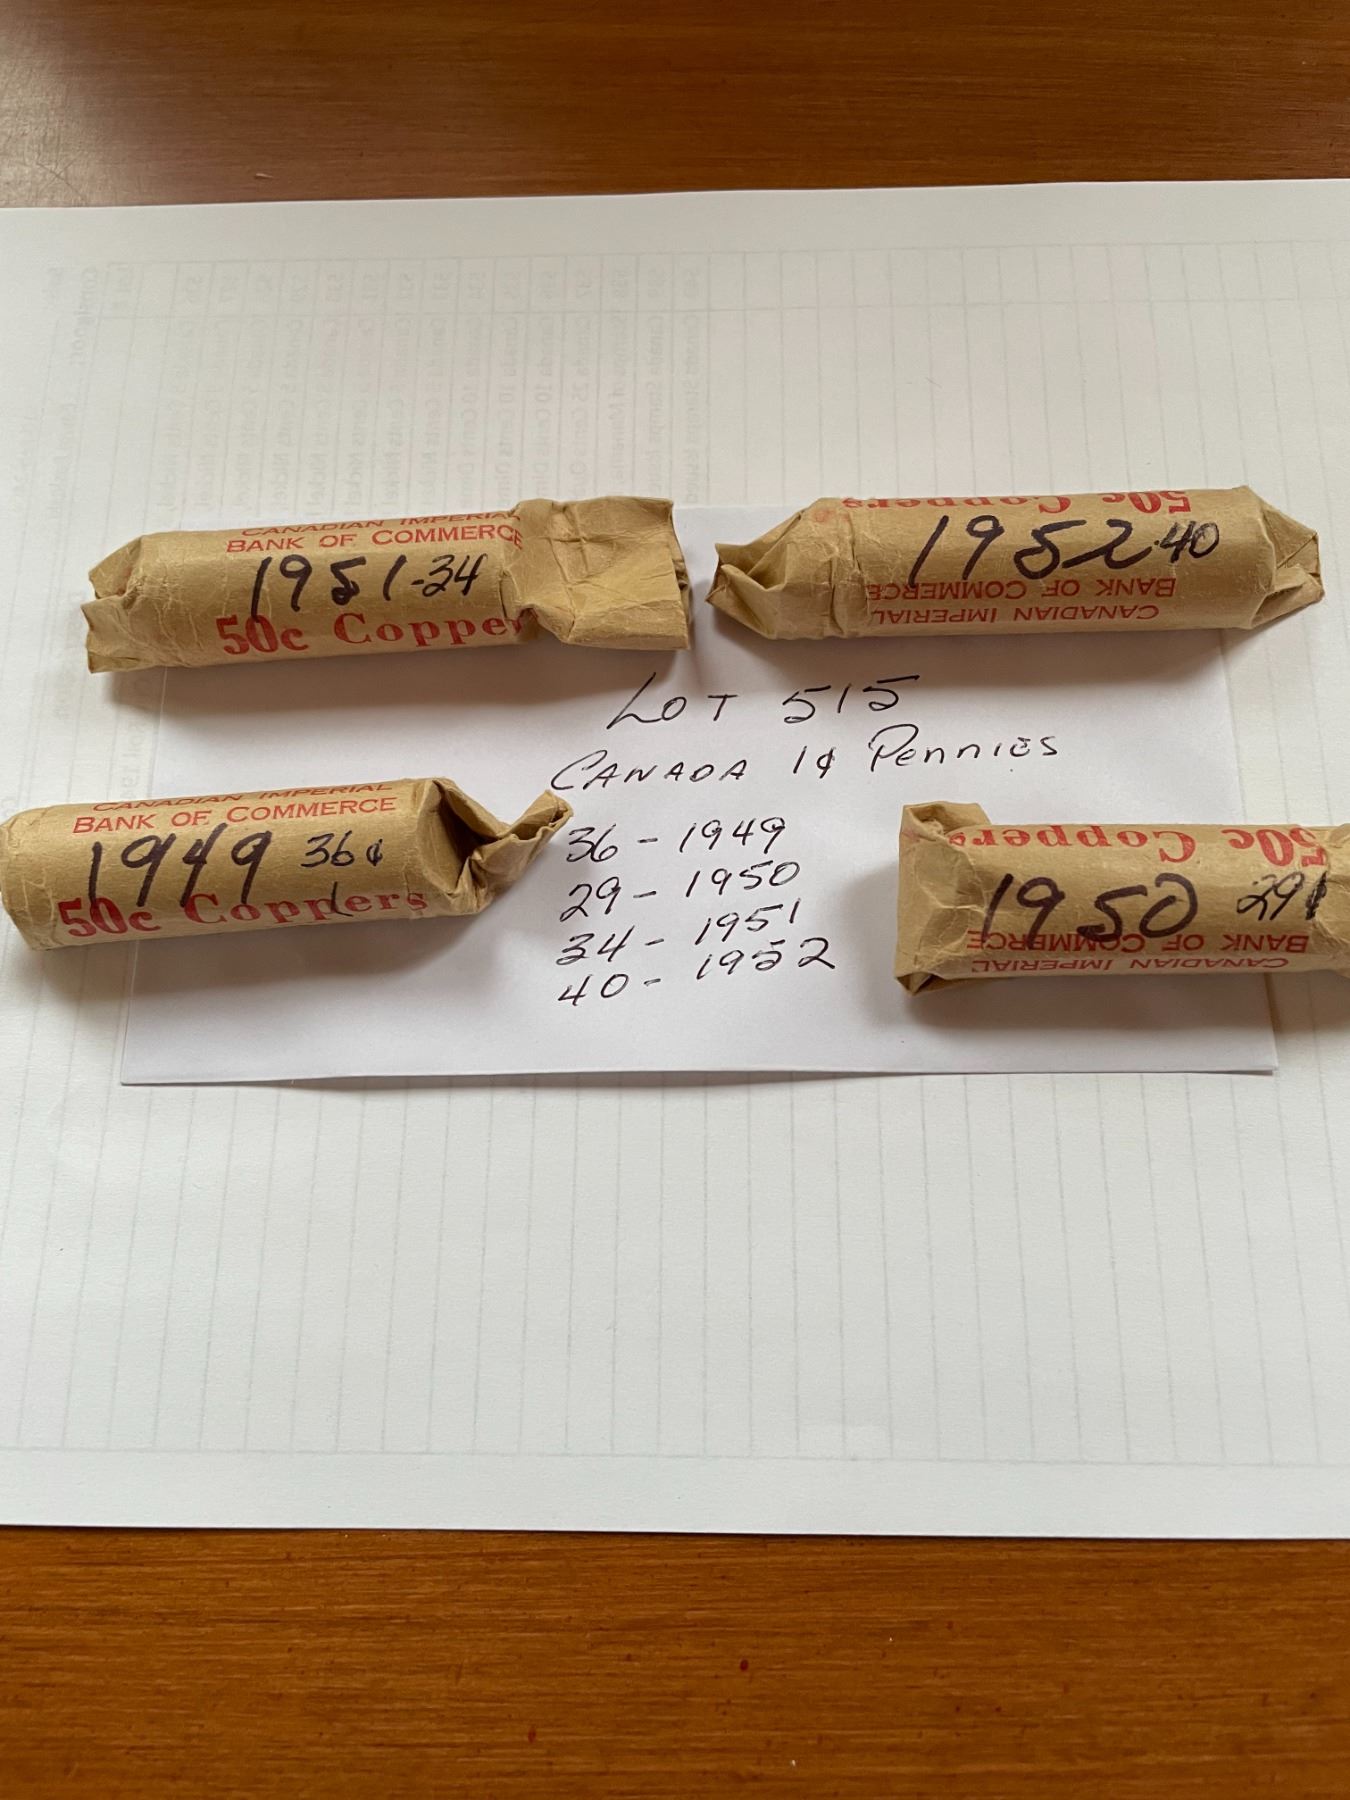 CANADIAN IMPERIAL
BANK OF COMMERCE
1951-34
50c Coppe
50c Coppers
1952-40
BANK OF COMMERCE
CANADIAN IMPERIAL
LOT 515
CANADA 1¢ Pennies
36 - 1949
29 - 1950
34 - 1951
40 - 1952
CANADIAN IMPERIAL
BANK OF COMMERCE
1949 36¢
50c Coppers
50c Coppers
1950 29¢
BANK OF COMMERCE
CANADIAN IMPERIAL